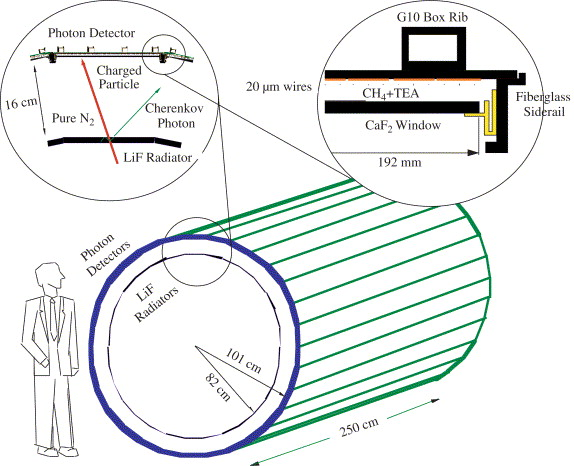 Photon Detector
Charged
Particle
16 cm
Cherenkov
Photon
Pure N2
LiF Radiator
G10 Box Rib
20 μm wires
CH4+TEA
Fiberglass
Siderail
CaF2 Window
192 mm
Photon
Detectors
LiF
Radiators
101 cm
82 cm
250 cm